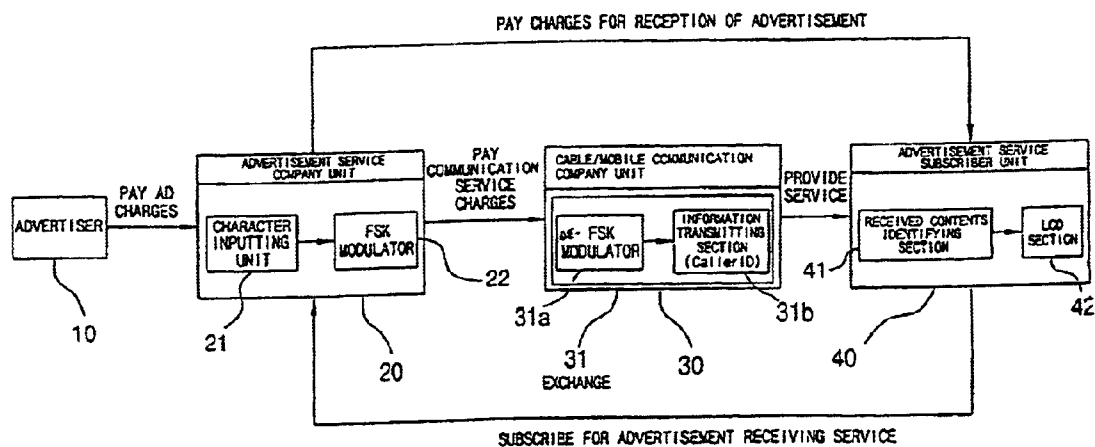 PAY CHARGES FOR RECEPTION OF ADVERTISEMENT
ADVERTISER
PAY AD
CHARGES
ADVERTISEMENT SERVICE
COMPANY UNIT
CHARACTER
INPUTTING
UNIT
FSK
MODULATOR
PAY
COMMUNICATION
SERVICE
CHARGES
CABLE/MOBILE COMMUNICATION
COMPANY UNIT
DE- FSK
MODULATOR
INFORMATION
TRANSMITTING
SECTION
(CallerID)
PROVIDE
SERVICE
ADVERTISEMENT SERVICE
SUBSCRIBER UNIT
RECEIVED CONTENTS
IDENTIFYING
SECTION
LCD
SECTION
10
21
20
22
31a
31
EXCHANGE
30
31b
41
40
42
SUBSCRIBE FOR ADVERTISEMENT RECEIVING SERVICE